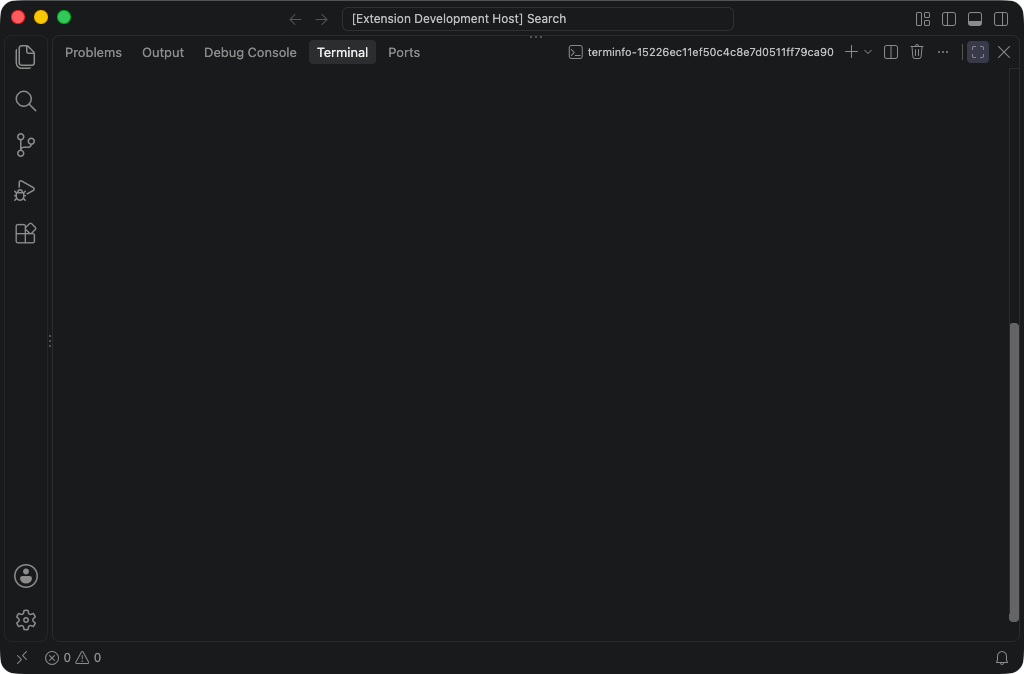 [Extension Development Host] Search
Problems Output Debug Console Terminal Ports terminfo-15226ec11ef50c4c8e7d0511ff79ca90
0 0